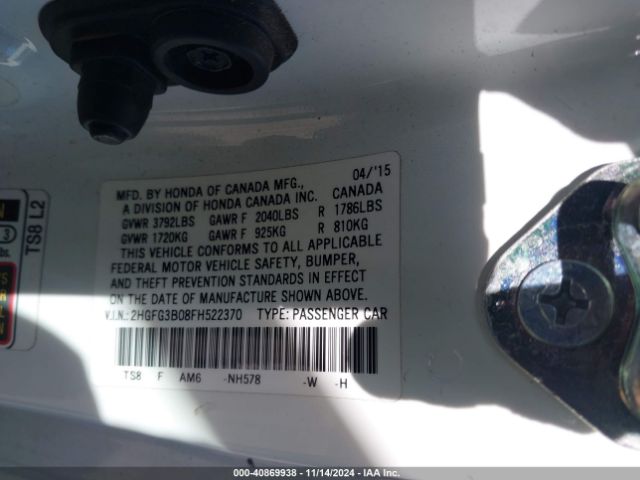 04/'15
MFD. BY HONDA OF CANADA MFG., CANADA
A DIVISION OF HONDA CANADA INC.
GVWR 3792LBS GAWR F 2040LBS R 1786LBS
GVWR 1720KG GAWR F 925KG R 810KG
THIS VEHICLE CONFORMS TO ALL APPLICABLE
FEDERAL MOTOR VEHICLE SAFETY, BUMPER,
AND THEFT PREVENTION STANDARDS IN EFFECT
ON THE DATE OF MANUFACTURE SHOWN ABOVE.
V.I.N.: 2HGFG3B08FH522370 TYPE: PASSENGER CAR
TS8 F AM6 -NH578 -W -H
TS8 L2
3
000-40869938 - 11/14/2024 - IAA Inc.